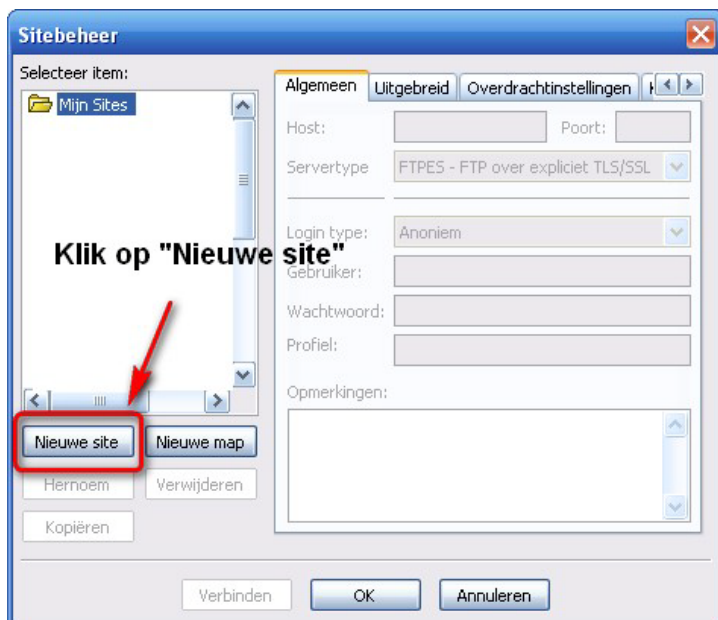 Sitebeheer
Selecteer item:
Mijn Sites
Algemeen
Uitgebreid
Overdrachtinstellingen
Host:
Poort:
Servertype
FTPES - FTP over expliciet TLS/SSL
Login type:
Anoniem
Klik op "Nieuwe site"
Gebruiker:
Wachtwoord:
Profiel:
Opmerkingen:
Nieuwe site
Nieuwe map
Hernoem
Verwijderen
Kopiëren
Verbinden
OK
Annuleren